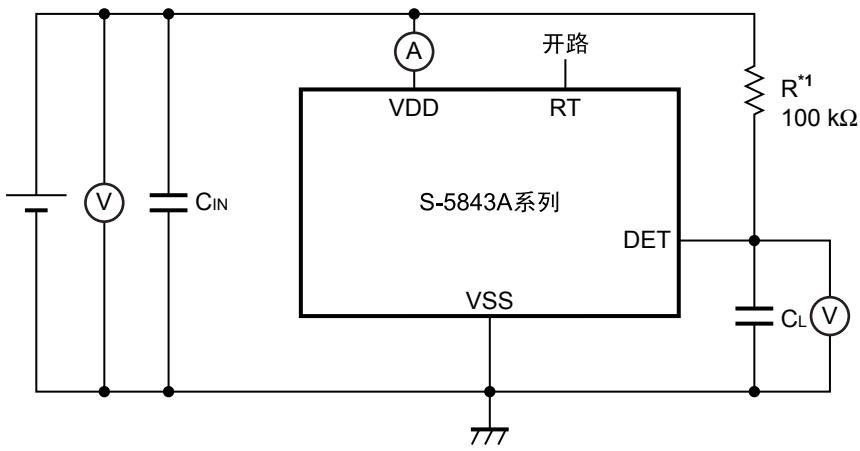 A
开路
VDD
RT
R*1
100 kΩ
V
CIN
S-5843A系列
DET
VSS
CL
V